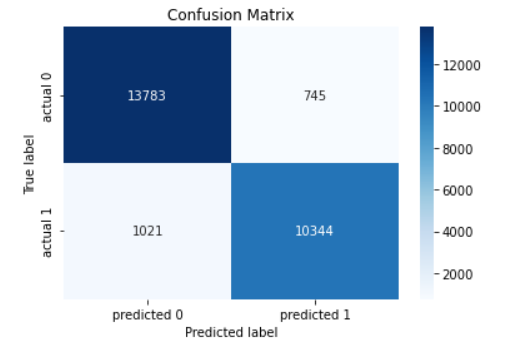 Confusion Matrix
actual 0
13783
745
12000
10000
8000
6000
4000
2000
True label
actual 1
1021
10344
predicted 0
predicted 1
Predicted label